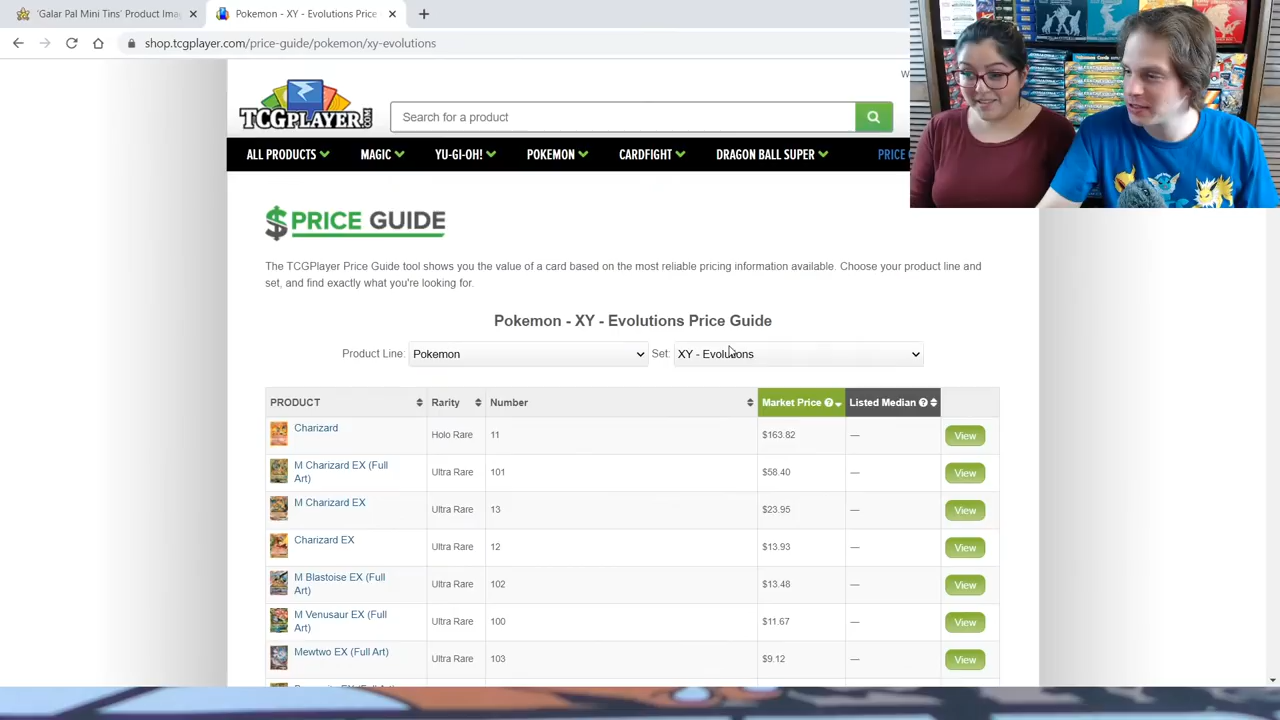 'Galar Pal Mini Tins' Product Im
Pokemon - XY
shop.tcgplayer.com/price-guide/po
W
TCGPLAYER
Search for a product
ALL PRODUCTS MAGIC YU-GI-OH! POKEMON CARDFIGHT DRAGON BALL SUPER PRICE
$ PRICE GUIDE
The TCGPlayer Price Guide tool shows you the value of a card based on the most reliable pricing information available. Choose your product line and
set, and find exactly what you're looking for.
Pokemon - XY - Evolutions Price Guide
Product Line: Pokemon Set: XY - Evolutions
PRODUCT Rarity Number Market Price Listed Median
Charizard Holo Rare 11 $163.82 — View
M Charizard EX (Full
Art) Ultra Rare 101 $58.40 — View
M Charizard EX Ultra Rare 13 $23.95 — View
Charizard EX Ultra Rare 12 $13.93 — View
M Blastoise EX (Full
Art) Ultra Rare 102 $13.48 — View
M Venusaur EX (Full
Art) Ultra Rare 100 $11.67 — View
Mewtwo EX (Full Art) Ultra Rare 103 $9.12 — View